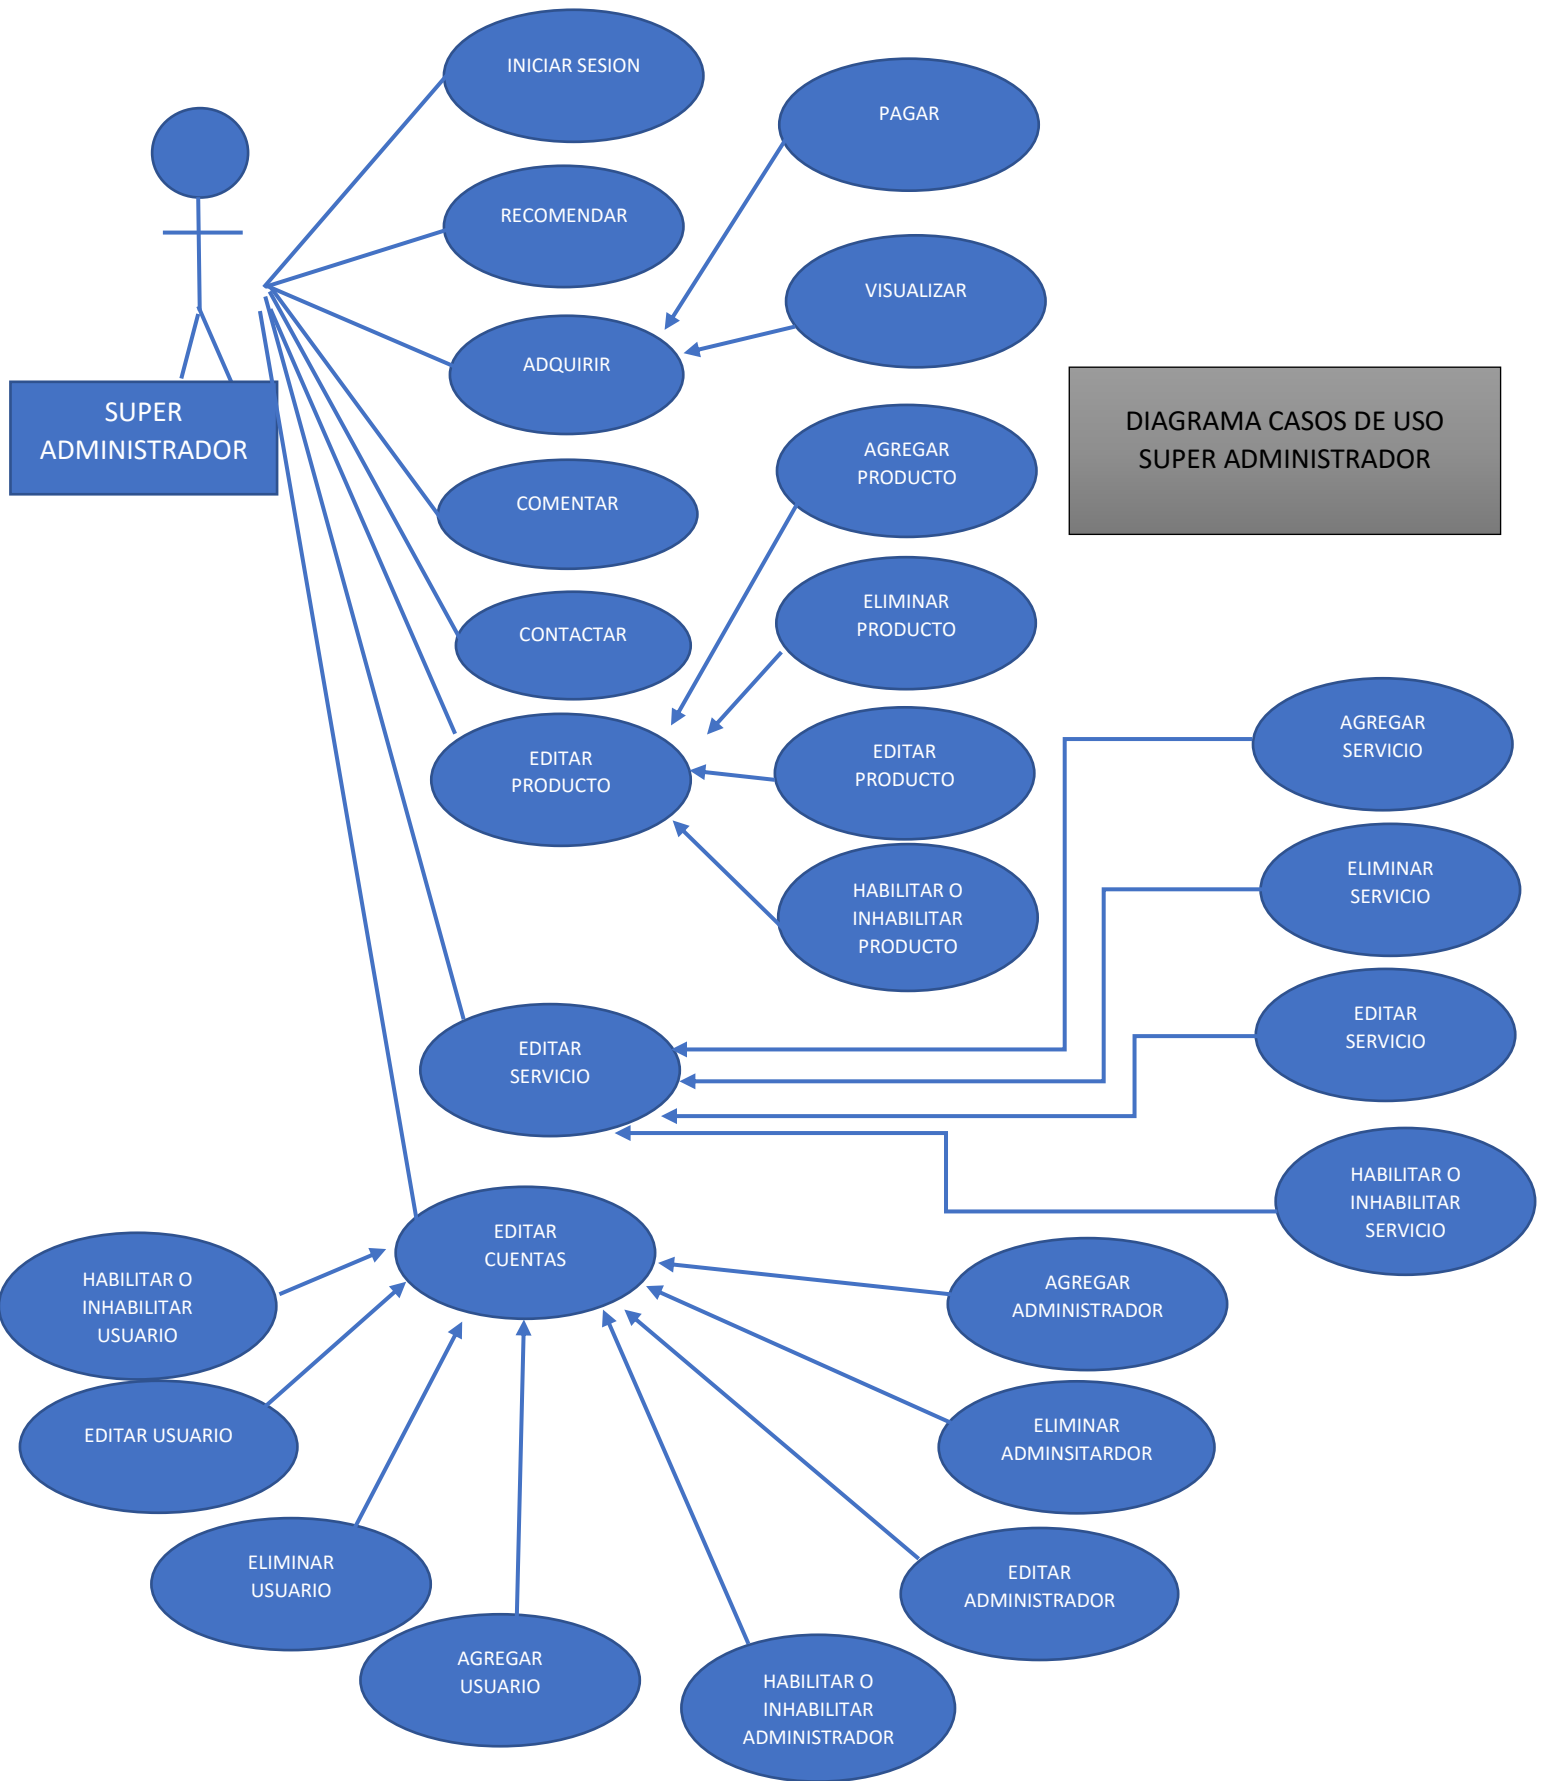 INICIAR SESION
PAGAR
RECOMENDAR
VISUALIZAR
ADQUIRIR
SUPER
ADMINISTRADOR
DIAGRAMA CASOS DE USO
SUPER ADMINISTRADOR
AGREGAR
PRODUCTO
COMENTAR
ELIMINAR
PRODUCTO
CONTACTAR
EDITAR
PRODUCTO
EDITAR
PRODUCTO
AGREGAR
SERVICIO
HABILITAR O
INHABILITAR
PRODUCTO
ELIMINAR
SERVICIO
EDITAR
SERVICIO
EDITAR
SERVICIO
HABILITAR O
INHABILITAR
SERVICIO
EDITAR
CUENTAS
HABILITAR O
INHABILITAR
USUARIO
AGREGAR
ADMINISTRADOR
EDITAR USUARIO
ELIMINAR
ADMINSITARDOR
ELIMINAR
USUARIO
EDITAR
ADMINISTRADOR
AGREGAR
USUARIO
HABILITAR O
INHABILITAR
ADMINISTRADOR